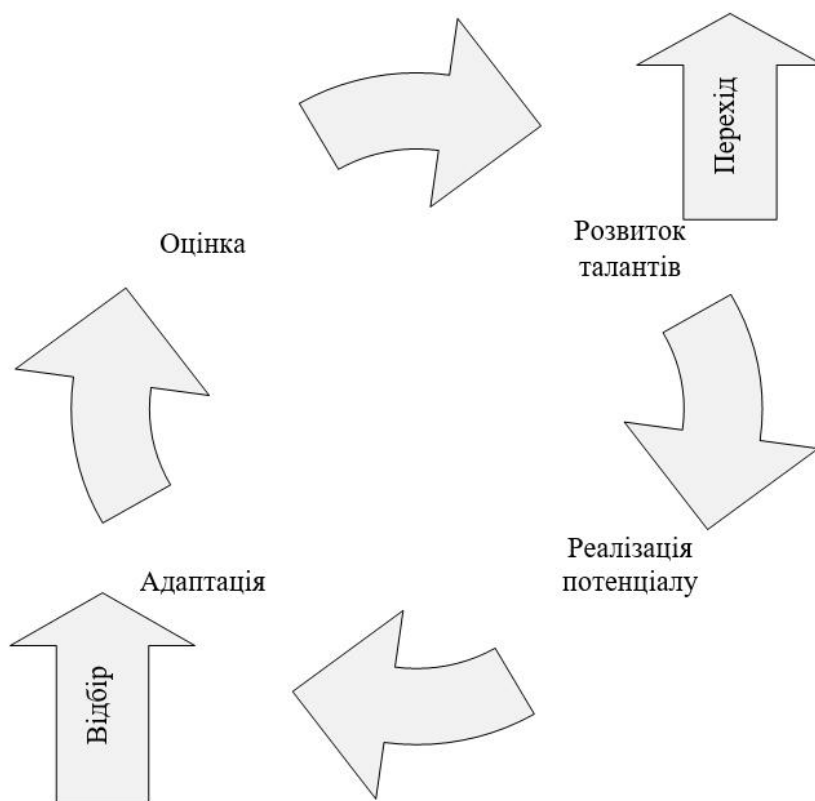 Перехід
Оцінка
Розвиток
талантів
Реалізація
потенціалу
Адаптація
Відбір